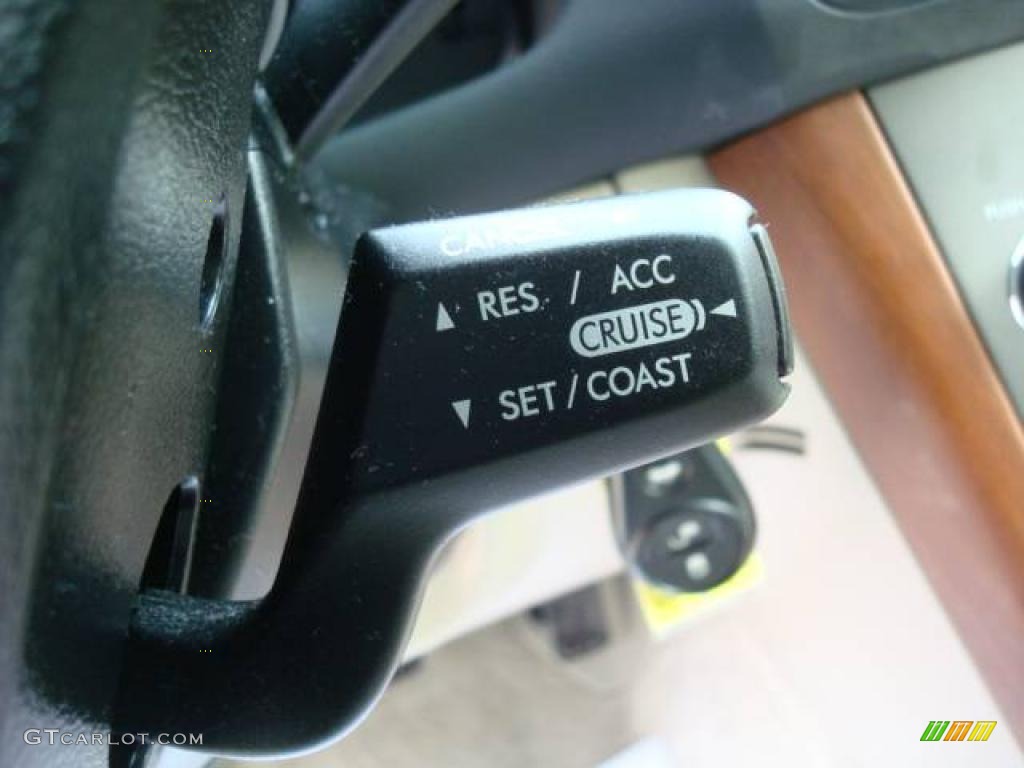 CANCEL
RES. / ACC
CRUISE
SET / COAST
GTCARLOT.COM